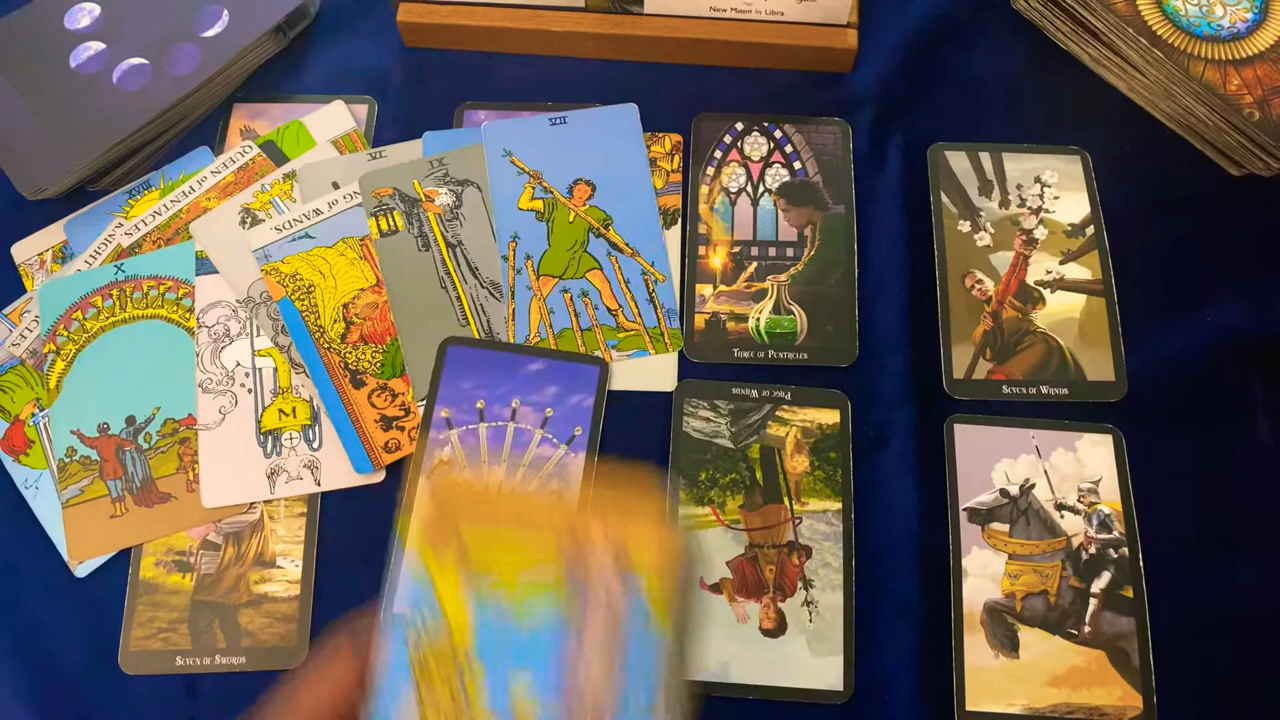 New Moon in Libra
VII
IX
VI
QUEEN of PENTACLES
KNIGHT
KING of WANDS.
X
THREE OF PENTACLES
SEVEN OF WANDS
PAGE OF WANDS
SEVEN OF SWORDS